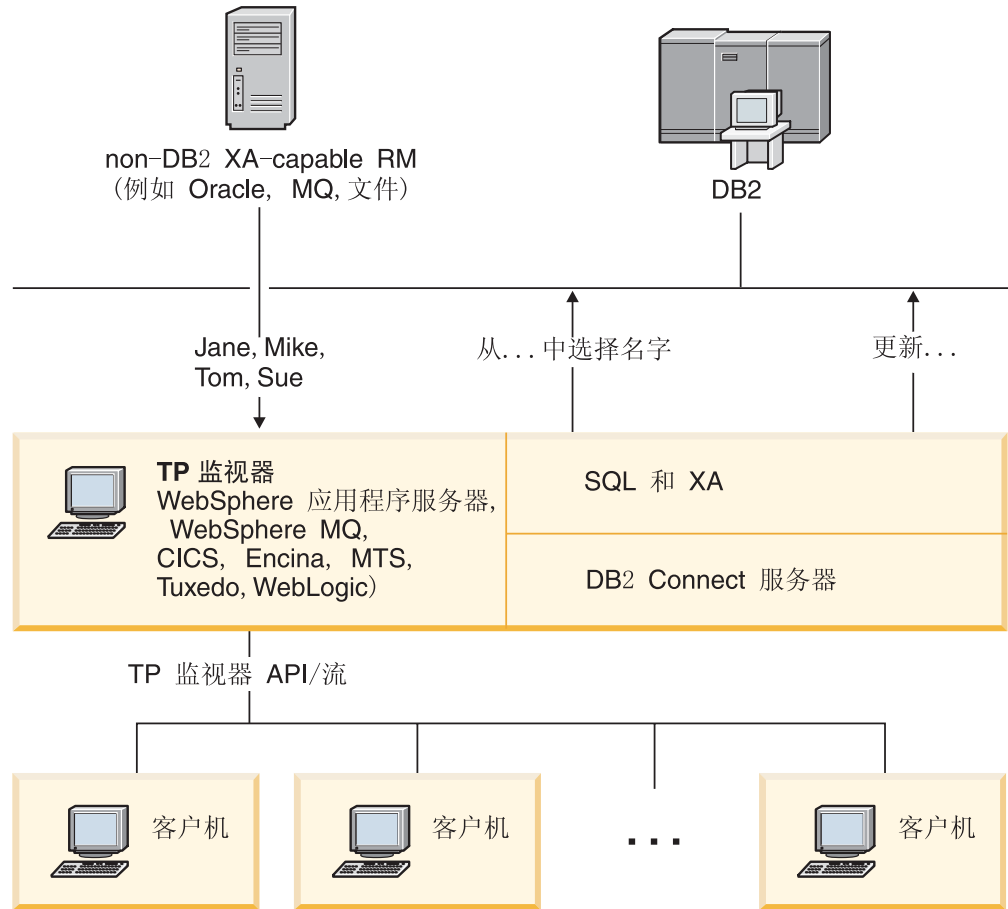 non-DB2 XA-capable RM
(例如 Oracle, MQ, 文件)
DB2
Jane, Mike,
Tom, Sue
从...中选择名字
更新...
TP 监视器
WebSphere 应用程序服务器,
WebSphere MQ,
CICS, Encina, MTS,
Tuxedo, WebLogic)
SQL 和 XA
DB2 Connect 服务器
TP 监视器 API/流
客户机
客户机
...
客户机